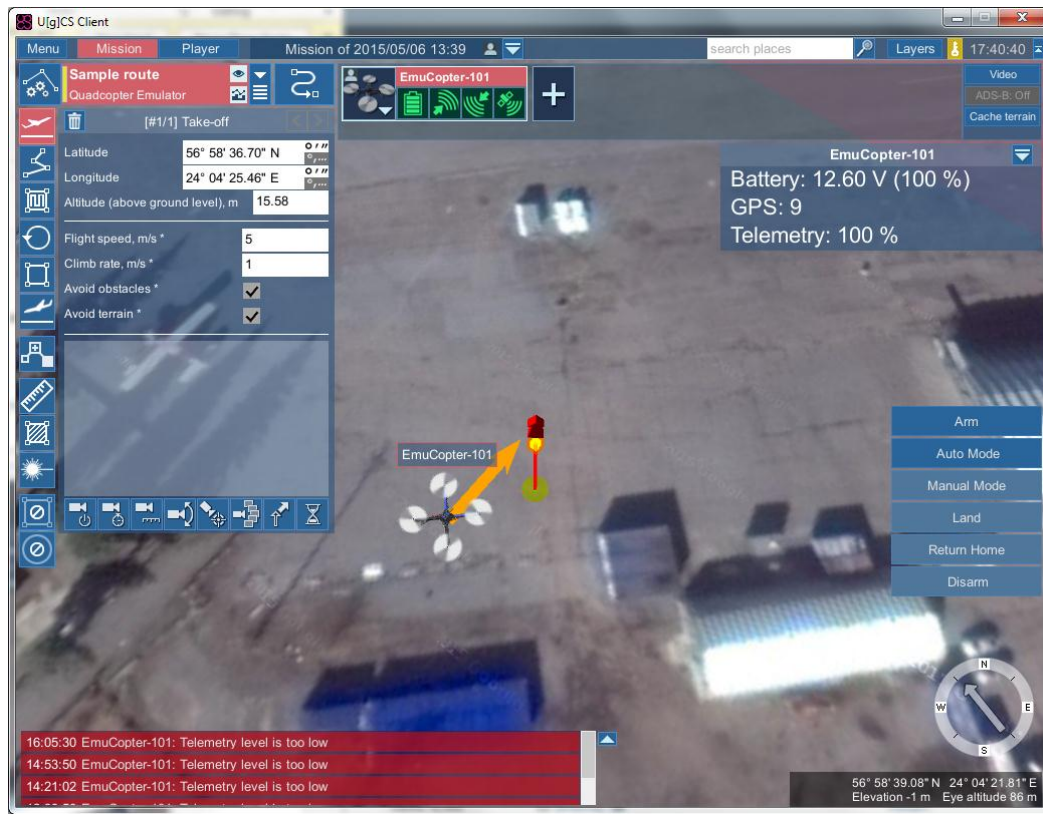 U[g]CS Client
Menu Mission Player Mission of 2015/05/06 13:39 search places Layers 17:40:40
Sample route
Quadcopter Emulator
EmuCopter-101
Video
ADS-B: Off
Cache terrain
[#1/1] Take-off
Latitude 56° 58' 36.70" N
Longitude 24° 04' 25.46" E
Altitude (above ground level), m 15.58
Flight speed, m/s * 5
Climb rate, m/s * 1
Avoid obstacles *
Avoid terrain *
EmuCopter-101
Battery: 12.60 V (100 %)
GPS: 9
Telemetry: 100 %
EmuCopter-101
Arm
Auto Mode
Manual Mode
Land
Return Home
Disarm
N
W E
S
16:05:30 EmuCopter-101: Telemetry level is too low
14:53:50 EmuCopter-101: Telemetry level is too low
14:21:02 EmuCopter-101: Telemetry level is too low
56° 58' 39.08" N 24° 04' 21.81" E
Elevation -1 m Eye altitude 86 m